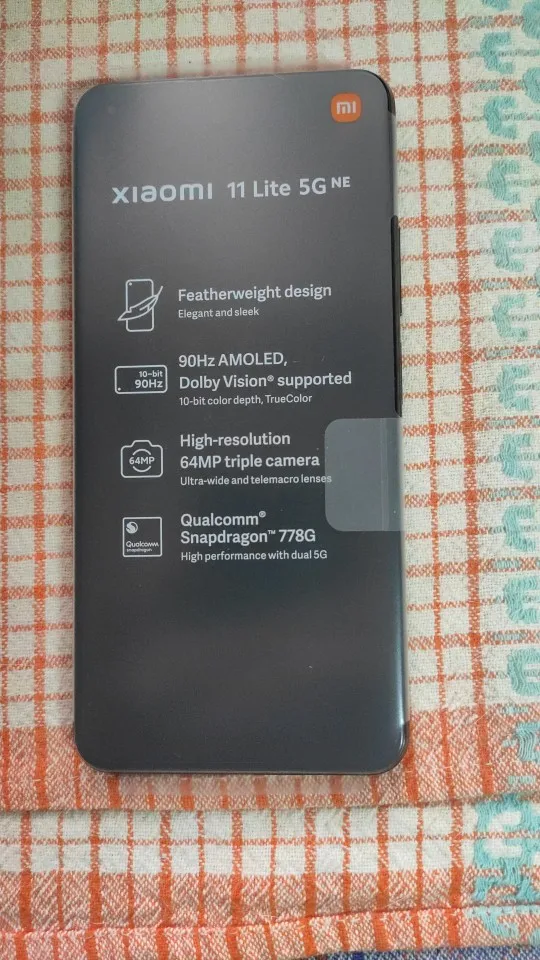 mi
xiaomi 11 Lite 5G NE
Featherweight design
Elegant and sleek
10-bit
90Hz
90Hz AMOLED,
Dolby Vision® supported
10-bit color depth, TrueColor
64MP
High-resolution
64MP triple camera
Ultra-wide and telemacro lenses
Qualcomm
snapdragon
Qualcomm®
Snapdragon™ 778G
High performance with dual 5G